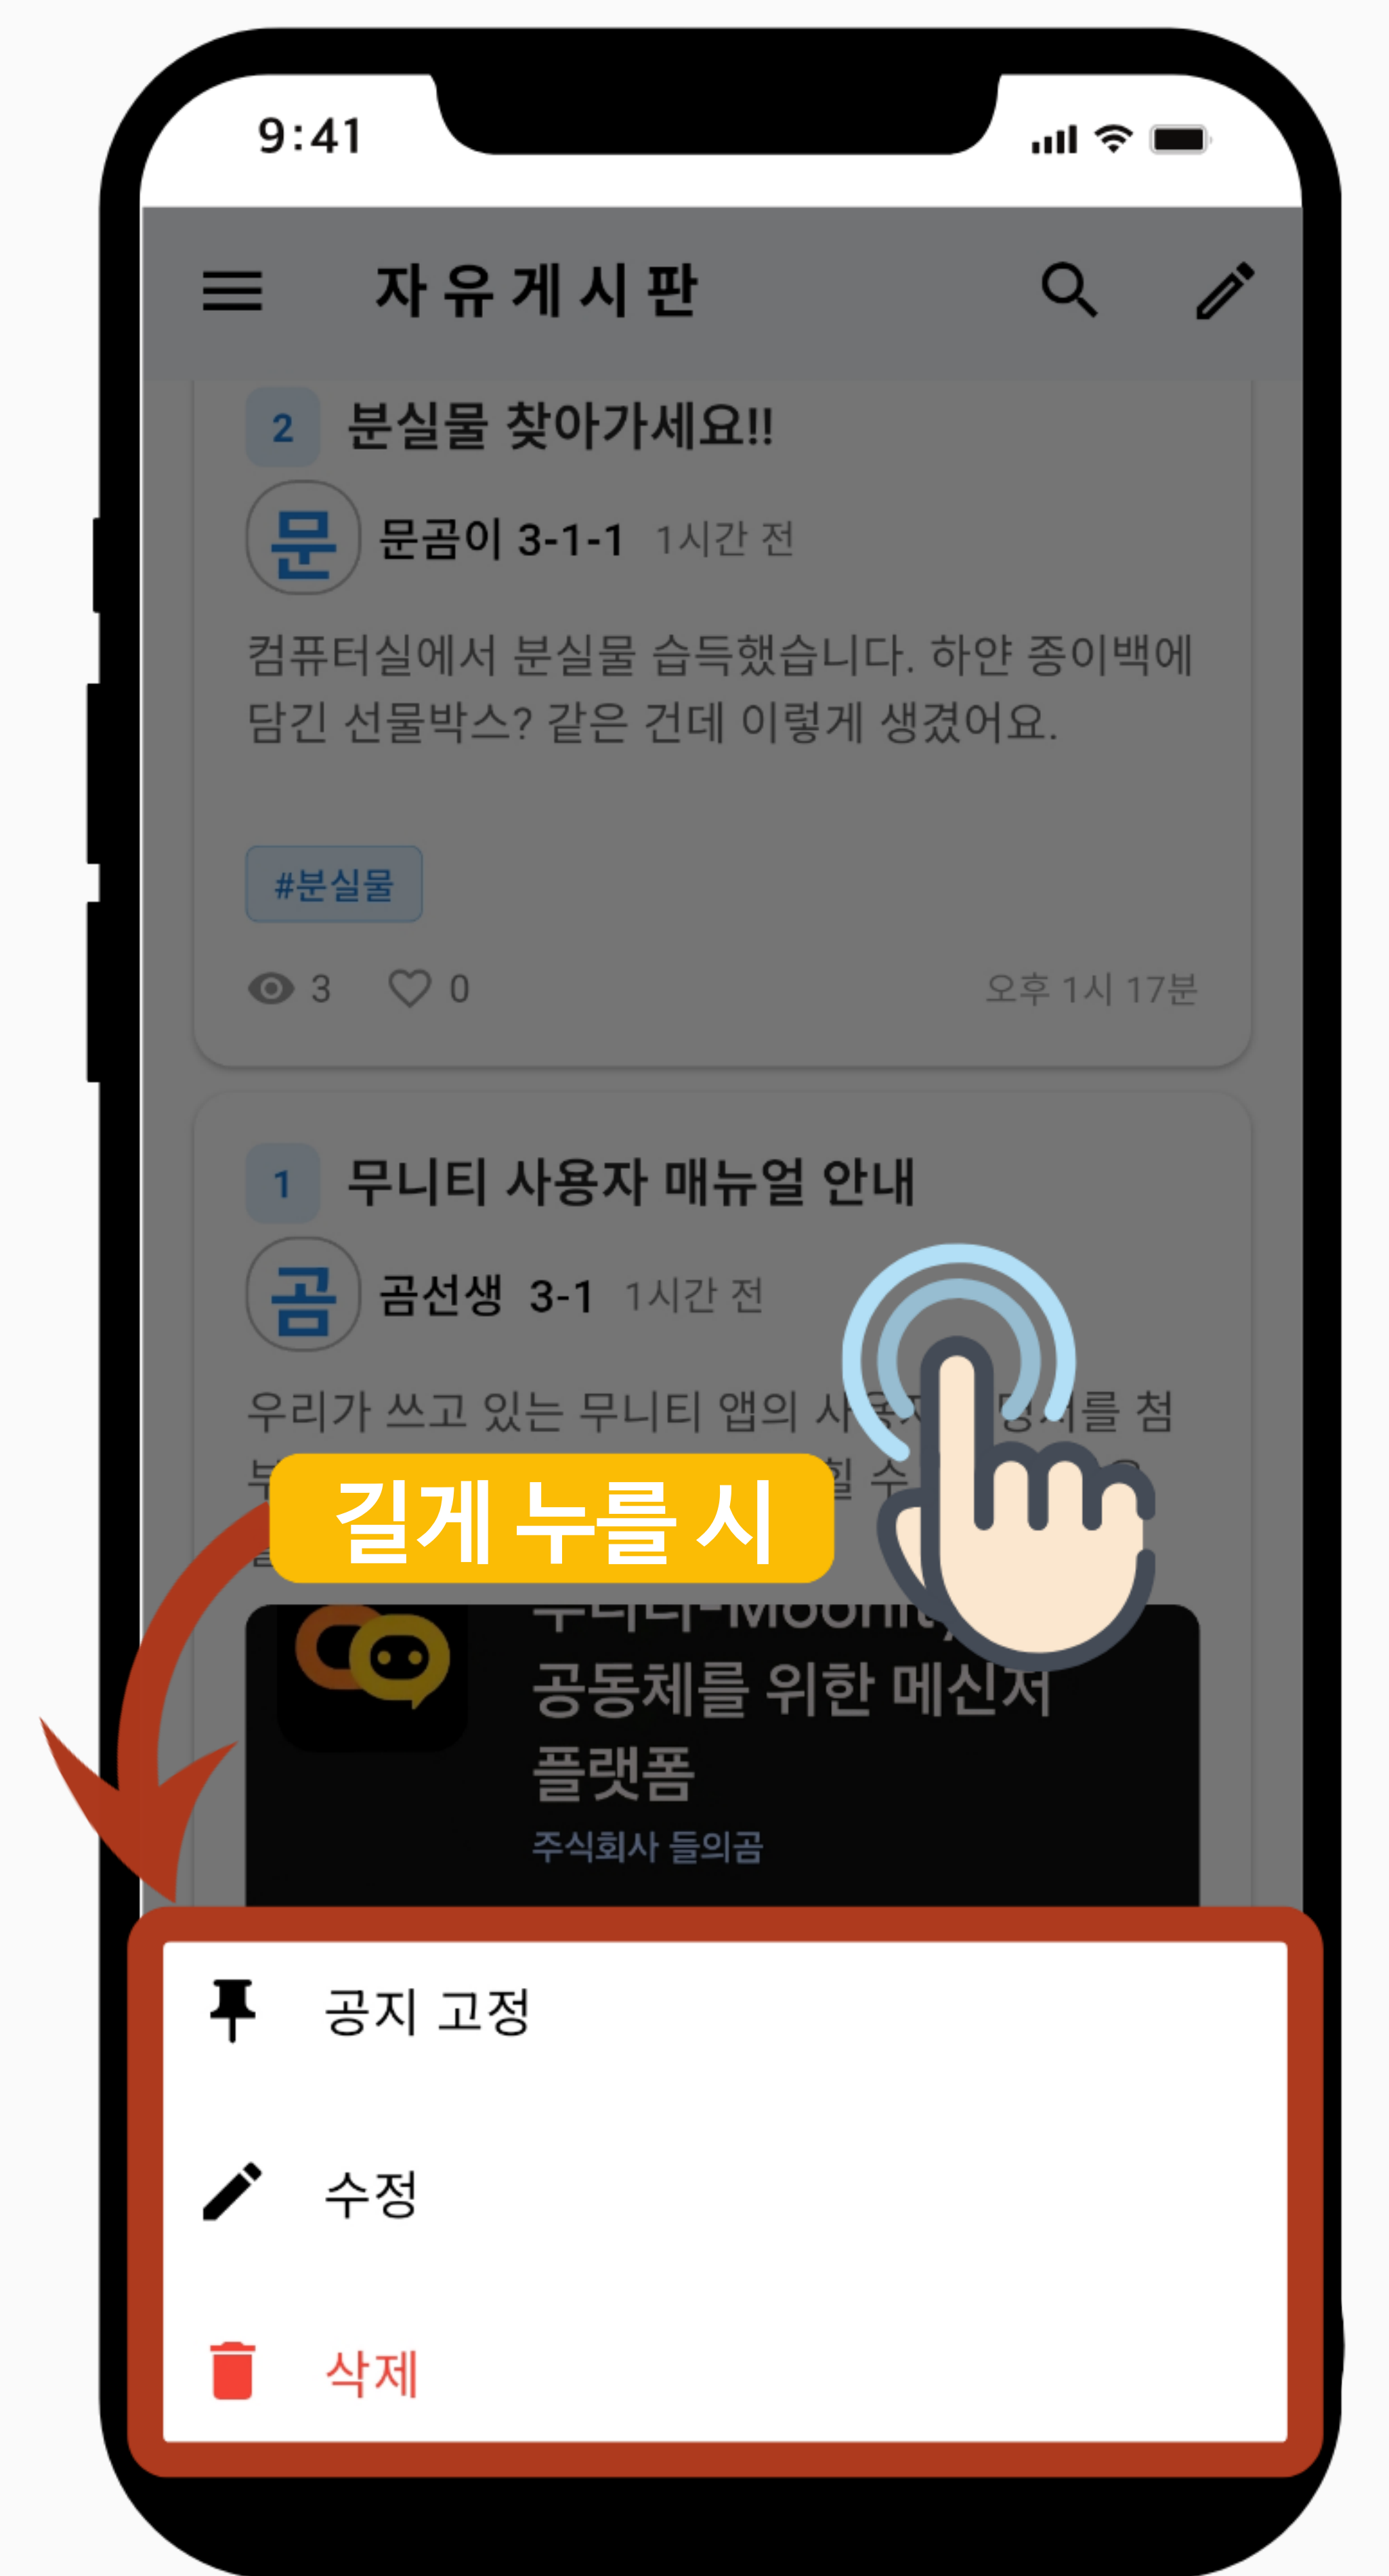 9:41
자유게시판
2 분실물 찾아가세요!!
문 문곰이 3-1-1 1시간 전
컴퓨터실에서 분실물 습득했습니다. 하얀 종이백에
담긴 선물박스? 같은 건데 이렇게 생겼어요.
#분실물
3 0 오후 1시 17분
1 무니티 사용자 매뉴얼 안내
곰 곰선생 3-1 1시간 전
우리가 쓰고 있는 무니티 앱의 를 첨
수
길게 누를 시
공동체를 위한 메신저
플랫폼
주식회사 들의곰
공지 고정
수정
삭제